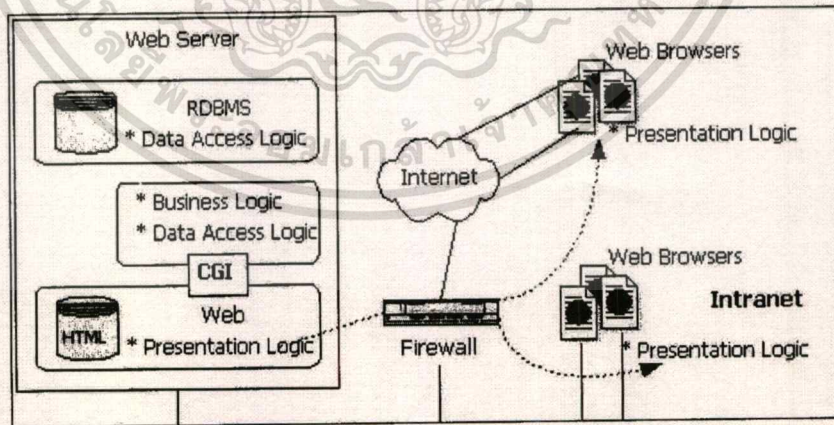 Web Server
RDBMS
* Data Access Logic
* Business Logic
* Data Access Logic
CGI
Web
HTML
* Presentation Logic
Internet
Firewall
Web Browsers
* Presentation Logic
Web Browsers
Intranet
* Presentation Logic